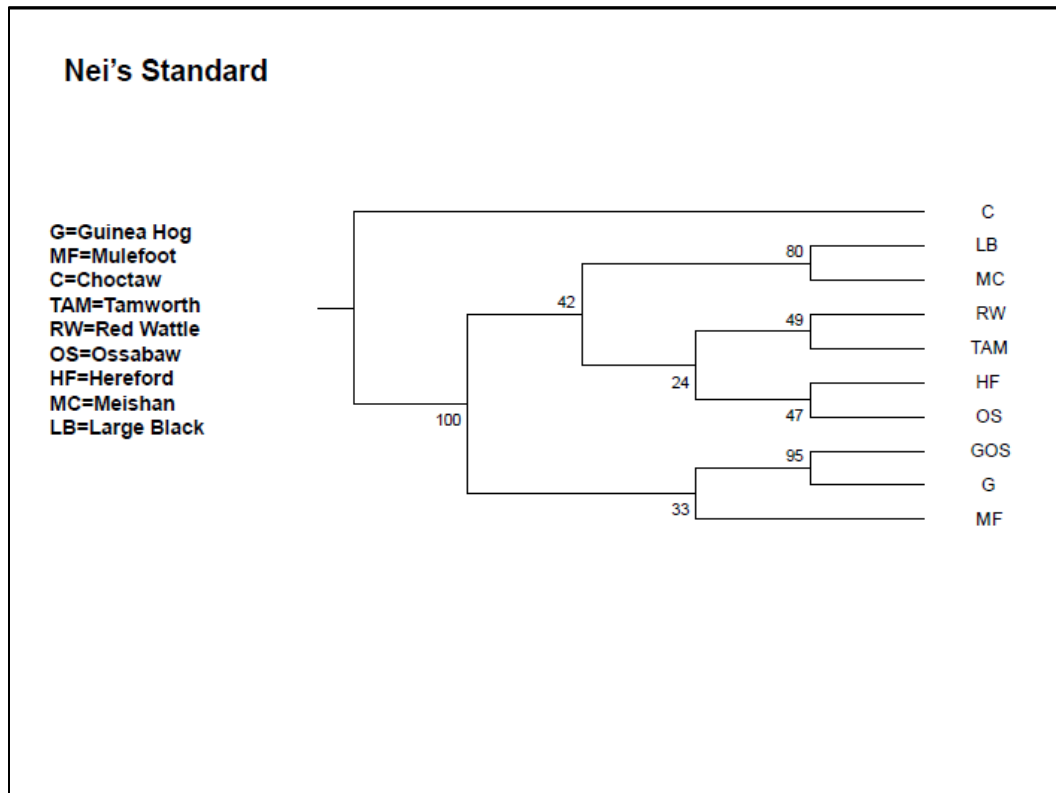 Nei's Standard
G=Guinea Hog
MF=Mulefoot
C=Choctaw
TAM=Tamworth
RW=Red Wattle
OS=Ossabaw
HF=Hereford
MC=Meishan
LB=Large Black
C
LB
80
MC
42
RW
49
TAM
24
HF
47
OS
100
GOS
95
G
33
MF